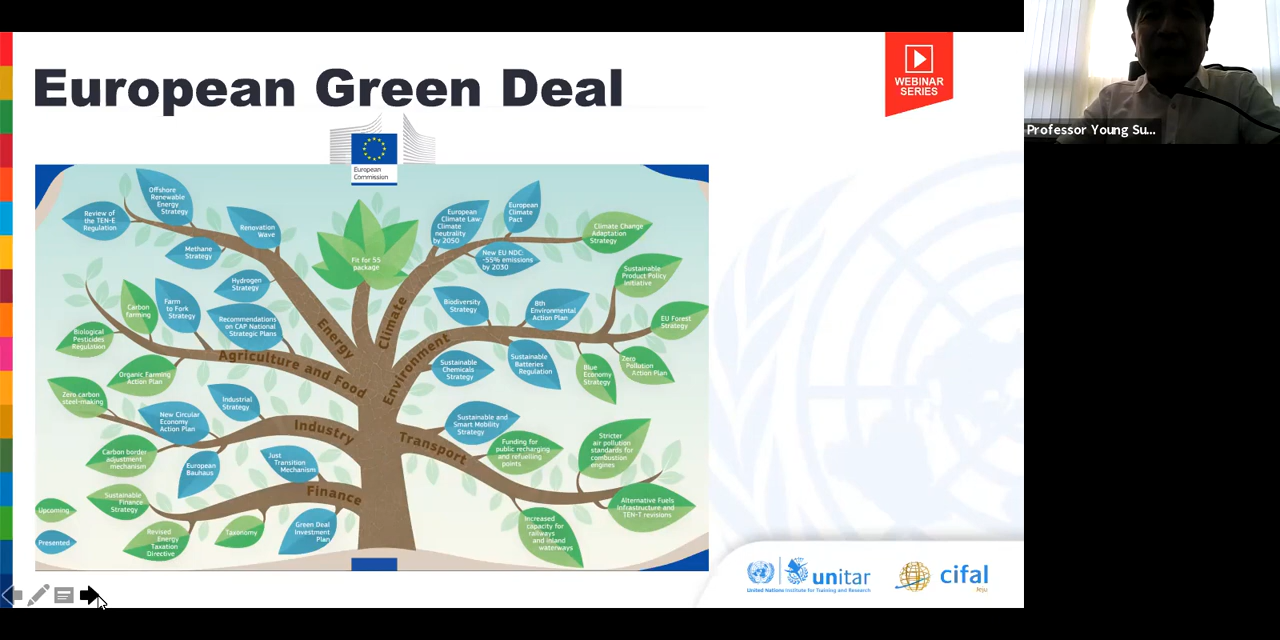 European Green Deal
WEBINAR
SERIES
Professor Young Su...
European
Commission
Offshore
Renewable
Energy
Strategy
Review of
the TEN-E
Regulation
Renovation
Wave
Methane
Strategy
Hydrogen
Strategy
Fit for 55
package
European
Climate Law:
Climate
neutrality
by 2050
European
Climate
Pact
New EU NDC:
-55% emissions
by 2030
Climate Change
Adaptation
Strategy
Energy
Climate
Carbon
Farming
Farm
to Fork
Strategy
Recommendations
on CAP National
Strategic Plans
Biological
Pesticides
Regulation
Organic Farming
Action Plan
Agriculture and Food
Environment
Biodiversity
Strategy
8th
Environmental
Action Plan
Sustainable
Product Policy
Initiative
EU Forest
Strategy
Sustainable
Chemicals
Strategy
Sustainable
Batteries
Regulation
Blue
Economy
Strategy
Zero
Pollution
Action Plan
Zero carbon
steel-making
Industrial
Strategy
New Circular
Economy
Action Plan
Carbon border
adjustment
mechanism
European
Bauhaus
Just
Transition
Mechanism
Industry
Transport
Sustainable and
Smart Mobility
Strategy
Funding for
public recharging
and refuelling
points
Stricter
air pollution
standards for
combustion
engines
Alternative Fuels
Infrastructure and
TEN-T revisions
Increased
capacity for
railways
and inland
waterways
Finance
Sustainable
Finance
Strategy
Revised
Energy
Taxation
Directive
Taxonomy
Green Deal
Investment
Plan
Upcoming
Presented
unitar
United Nations Institute for Training and Research
cifal
Jeju